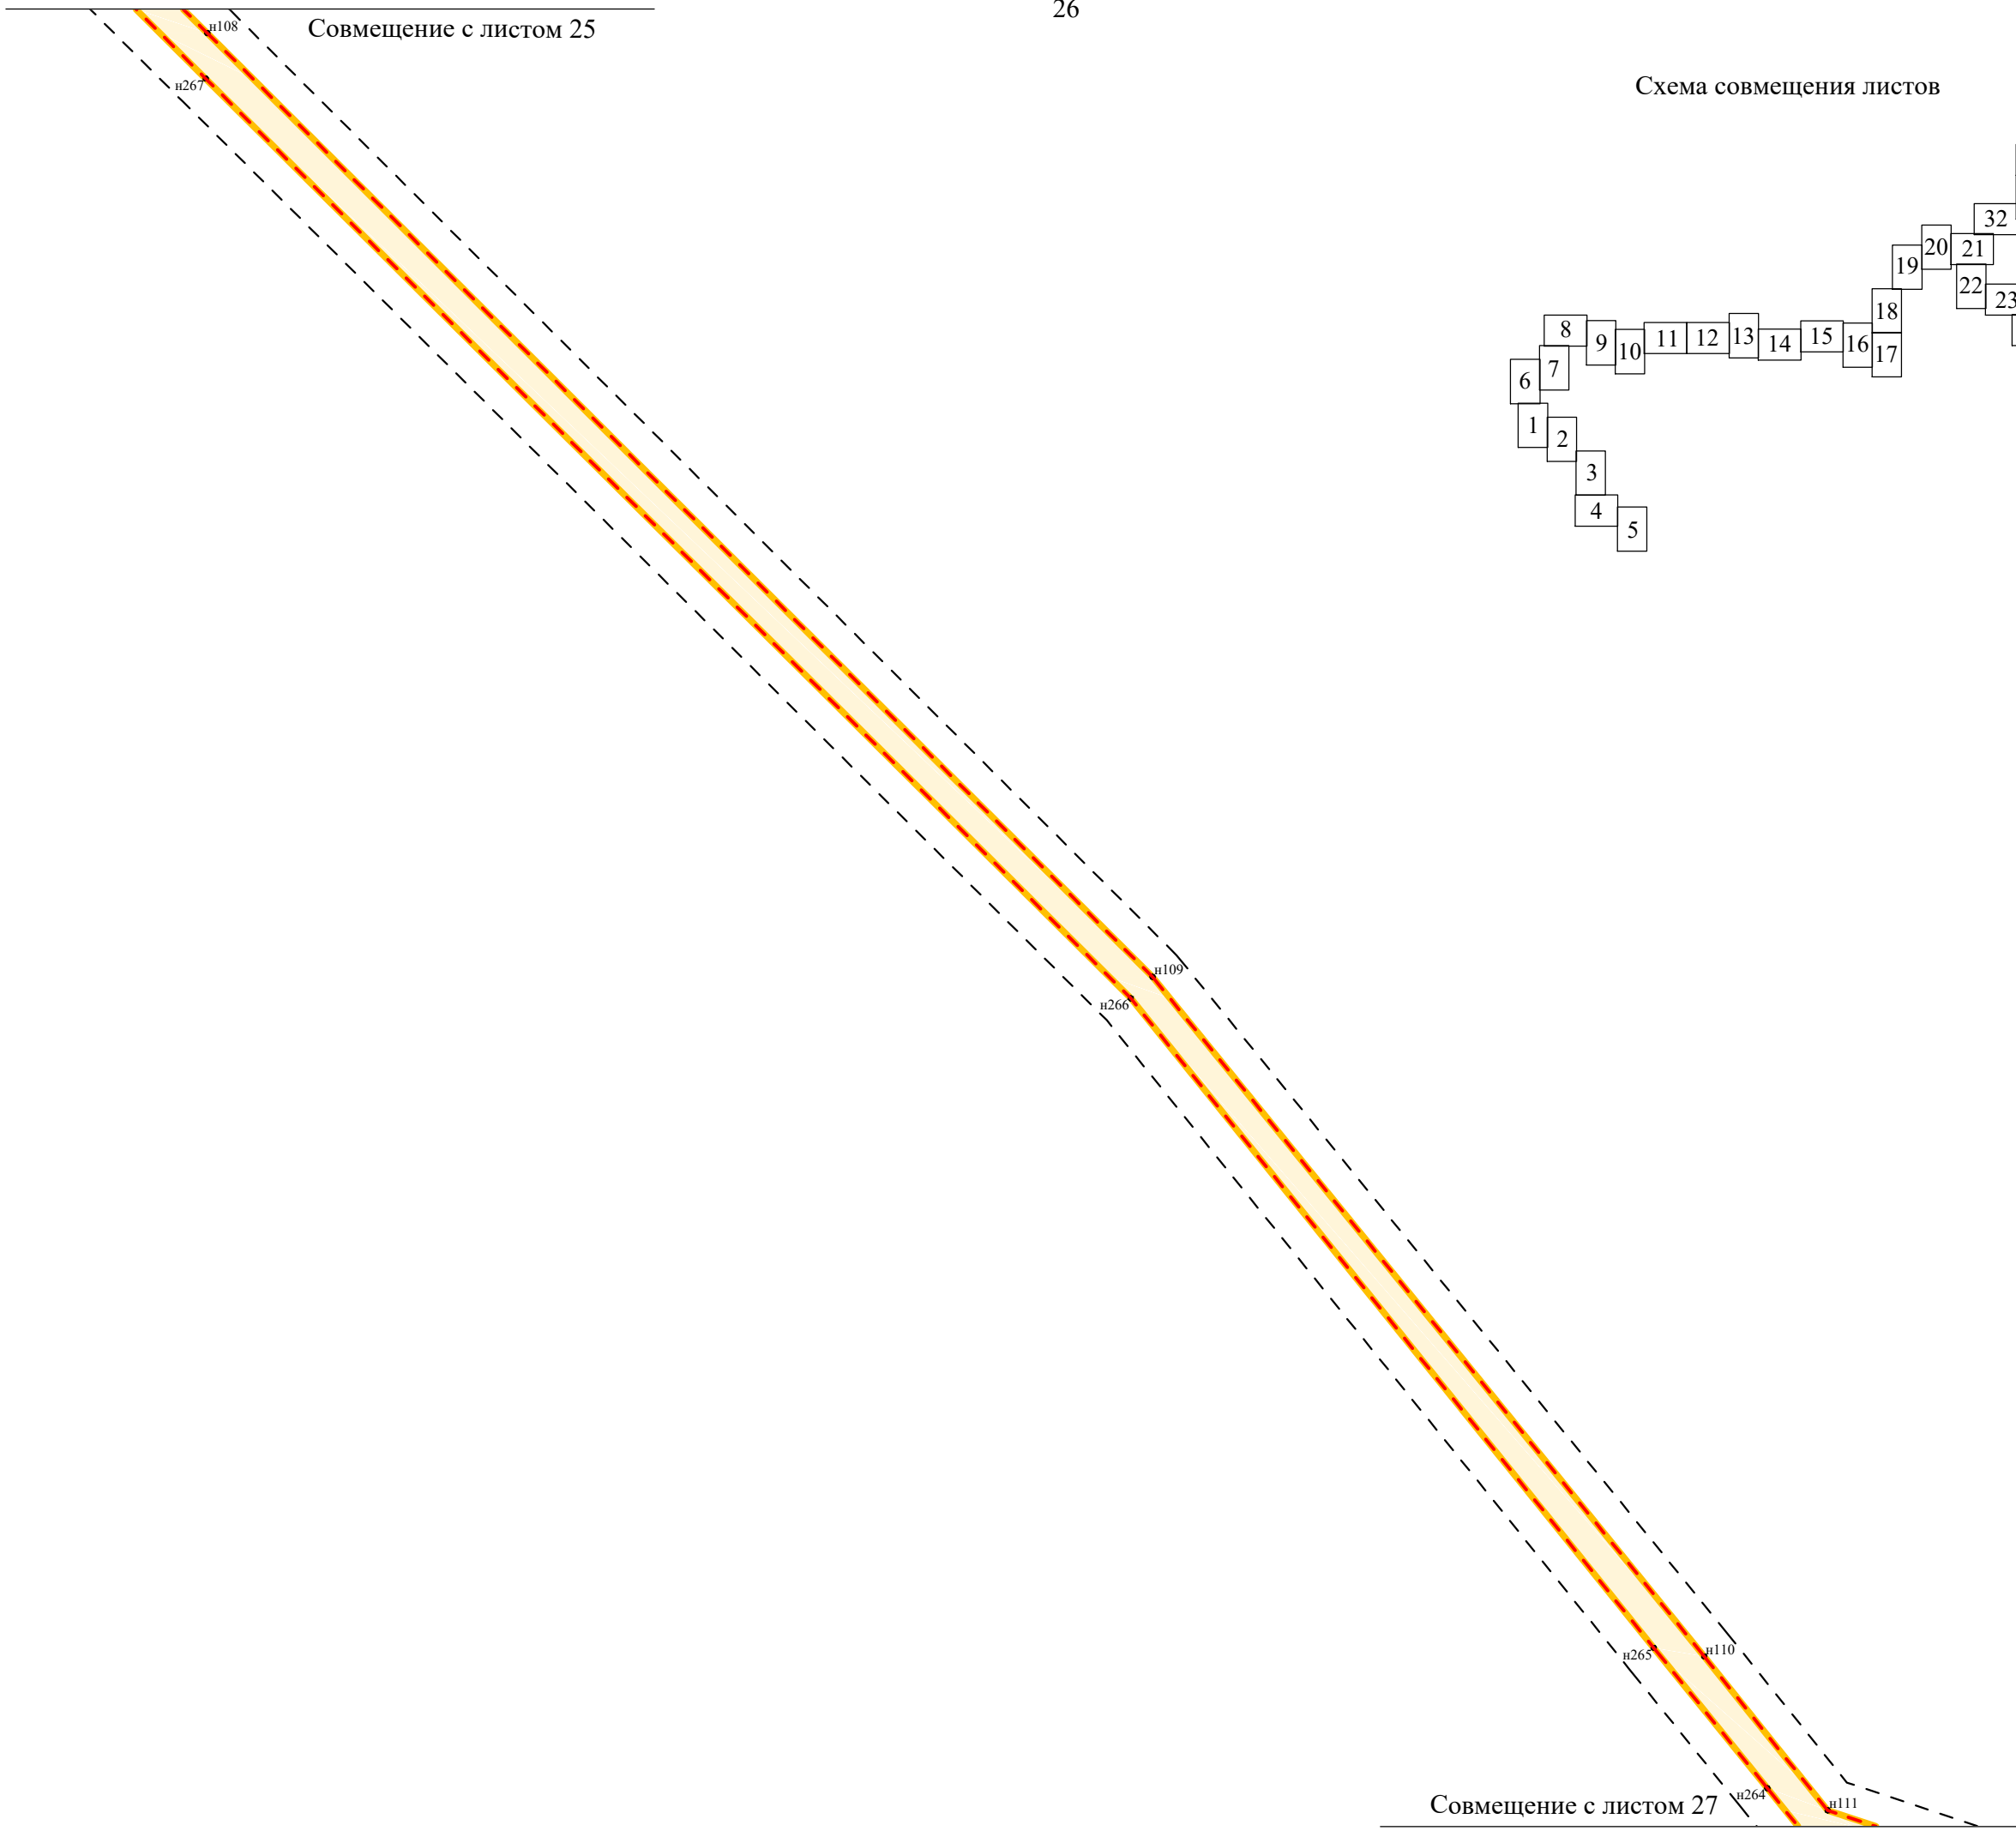 26
Совмещение с листом 25
н108
н267
Схема совмещения листов
32
20 21
19
22
23
18
8 9 10 11 12 13 14 15 16 17
7
6
1
2
3
4
5
н109
н266
н110
н265
н264
н111
Совмещение с листом 27